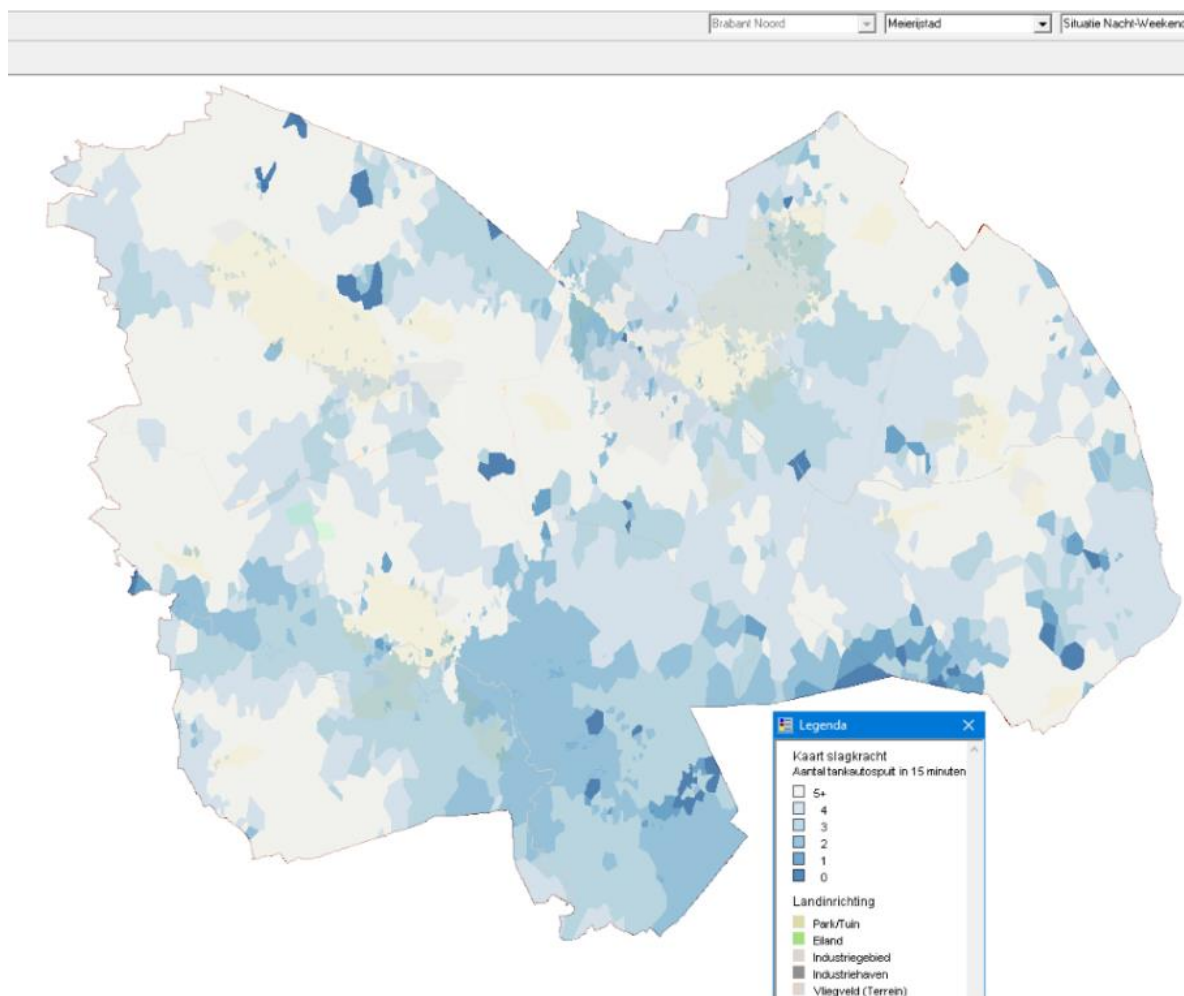 Brabant Noord
Meierijstad
Situatie Nacht-Weekend
Legenda
Kaart slagkracht
Aantal tankautospuit in 15 minuten
5+
4
3
2
1
0
Landinrichting
Park/Tuin
Eiland
Industriegebied
Industriehaven
Vliegveld (Terrein)